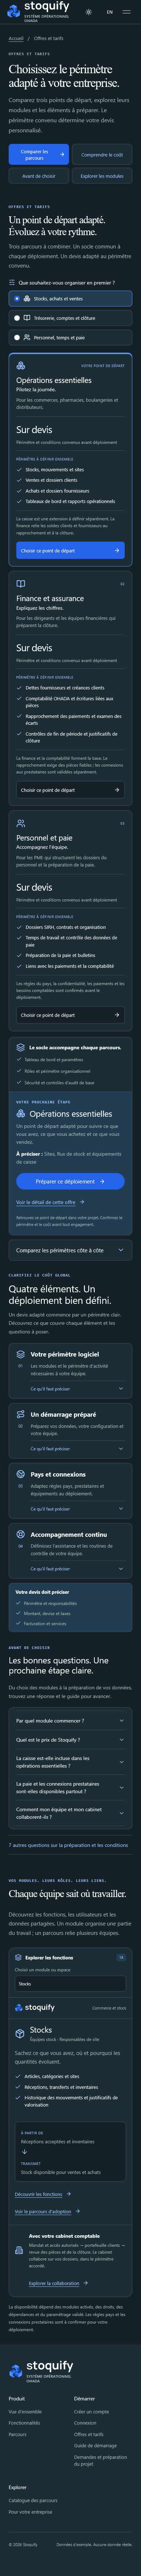 stoquify
SYSTÈME OPÉRATIONNEL OHADA
EN
Accueil / Offres et tarifs
OFFRES ET TARIFS
Choisissez le périmètre
adapté à votre entreprise.
Comparez trois points de départ, explorez leurs
modules et comprenez ce qui détermine votre devis
personnalisé.
Comparer les parcours
Comprendre le coût
Avant de choisir
Explorer les modules
OFFRES ET TARIFS
Un point de départ adapté.
Évoluez à votre rythme.
Trois parcours à combiner. Un socle commun à
chaque entreprise. Un devis adapté au périmètre
retenu.
Que souhaitez-vous organiser en premier ?
Stocks, achats et ventes
Trésorerie, comptes et clôture
Personnel, temps et paie
VOTRE POINT DE DÉPART
Opérations essentielles
Pilotez la journée.
Pour les commerces, pharmacies, boulangeries et
distributeurs.
Sur devis
Périmètre et conditions convenus avant déploiement
PÉRIMÈTRE À DÉFINIR ENSEMBLE
Stocks, mouvements et sites
Ventes et dossiers clients
Achats et dossiers fournisseurs
Tableaux de bord et rapports opérationnels
La caisse est une extension à définir séparément. La
finance relie les soldes clients et fournisseurs au
rapprochement et à la clôture.
Choisir ce point de départ
02
Finance et assurance
Expliquez les chiffres.
Pour les dirigeants et les équipes financières qui
préparent la clôture.
Sur devis
Périmètre et conditions convenus avant déploiement
PÉRIMÈTRE À DÉFINIR ENSEMBLE
Dettes fournisseurs et créances clients
Comptabilité OHADA et écritures liées aux
pièces
Rapprochement des paiements et examen des
écarts
Contrôles de fin de période et justificatifs de
clôture
La finance et la comptabilité forment la base. Le
rapprochement exige des pièces fiables ; les connexions
aux prestataires sont validées séparément.
Choisir ce point de départ
03
Personnel et paie
Accompagnez l'équipe.
Pour les PME qui structurent les dossiers du
personnel et la préparation de la paie.
Sur devis
Périmètre et conditions convenus avant déploiement
PÉRIMÈTRE À DÉFINIR ENSEMBLE
Dossiers SIRH, contrats et organisation
Temps de travail et contrôle des données de
paie
Préparation de la paie et bulletins
Liens avec les paiements et la comptabilité
Les règles du pays, la confidentialité, les paiements et les
besoins comptables sont confirmés avant le
déploiement.
Choisir ce point de départ
Le socle accompagne chaque parcours.
Tableau de bord et paramètres
Rôles et périmètre organisationnel
Sécurité et contrôles d'audit de base
VOTRE PROCHAINE ÉTAPE
Opérations essentielles
Un point de départ adapté pour suivre ce que
vous avez, ce que vous achetez et ce que vous
vendez.
À préciser : Sites, flux de stock et équipements
de caisse
Préparer ce déploiement
Voir le détail de cette offre
Retrouvez ce point de départ dans votre projet. Confirmez le
périmètre et le coût avant tout engagement.
Comparez les périmètres côte à côte
CLARIFIEZ LE COÛT GLOBAL
Quatre éléments. Un
déploiement bien défini.
Un devis adapté commence par un périmètre clair.
Découvrez ce que couvre chaque élément et les
questions à poser.
Votre périmètre logiciel
01
Les modules et le périmètre d'activité
nécessaires à votre équipe.
Ce qu'il faut préciser
Un démarrage préparé
02
Préparez vos données, votre configuration et
votre équipe.
Ce qu'il faut préciser
Pays et connexions
03
Adaptez règles pays, prestataires et
équipements au déploiement.
Ce qu'il faut préciser
Accompagnement continu
04
Définissez l'assistance et les routines de
contrôle de votre équipe.
Ce qu'il faut préciser
Votre devis doit préciser
Périmètre et responsabilités
Montant, devise et taxes
Facturation et services
AVANT DE CHOISIR
Les bonnes questions. Une
prochaine étape claire.
Du choix des modules à la préparation de vos données,
trouvez une réponse et le guide pour avancer.
Par quel module commencer ?
Quel est le prix de Stoquify ?
La caisse est-elle incluse dans les
opérations essentielles ?
La paie et les connexions prestataires
sont-elles disponibles partout ?
Comment mon équipe et mon cabinet
collaborent-ils ?
7 autres questions sur la préparation et les conditions
VOS MODULES. LEURS RÔLES. LEURS LIENS.
Chaque équipe sait où travailler.
Découvrez les fonctions, les utilisateurs et les
données partagées. Un module organise une partie
du travail ; un parcours relie plusieurs équipes.
Explorer les fonctions
Choisir un module ou espace
Stocks
stoquify
Commerce et stocks
Stocks
Équipes stock · Responsables de site
Sachez ce que vous avez, où et pourquoi les
quantités évoluent.
Articles, catégories et sites
Réceptions, transferts et inventaires
Historique des mouvements et justificatifs de
valorisation
À PARTIR DE
Réceptions acceptées et inventaires
TRANSMET
Stock disponible pour ventes et achats
Découvrir les fonctions
Voir le parcours d'adoption
Avec votre cabinet comptable
Mandat et accès autorisés → portefeuille clients →
revue des pièces et de la clôture. Le cabinet
collabore sur vos dossiers, dans le périmètre
accordé.
Explorer la collaboration
La disponibilité dépend des modules activés, des droits, des
dépendances et du paramétrage validé. Les règles pays et les
connexions prestataires sont à confirmer pour votre
déploiement.
stoquify
SYSTÈME OPÉRATIONNEL OHADA
Produit
Vue d'ensemble
Fonctionnalités
Parcours
Démarrer
Créer un compte
Connexion
Offres et tarifs
Guide de démarrage
Demandes et préparation
du projet
Explorer
Catalogue des parcours
Pour votre entreprise
© 2026 Stoquify
Données d'exemple. Aucune donnée réelle.